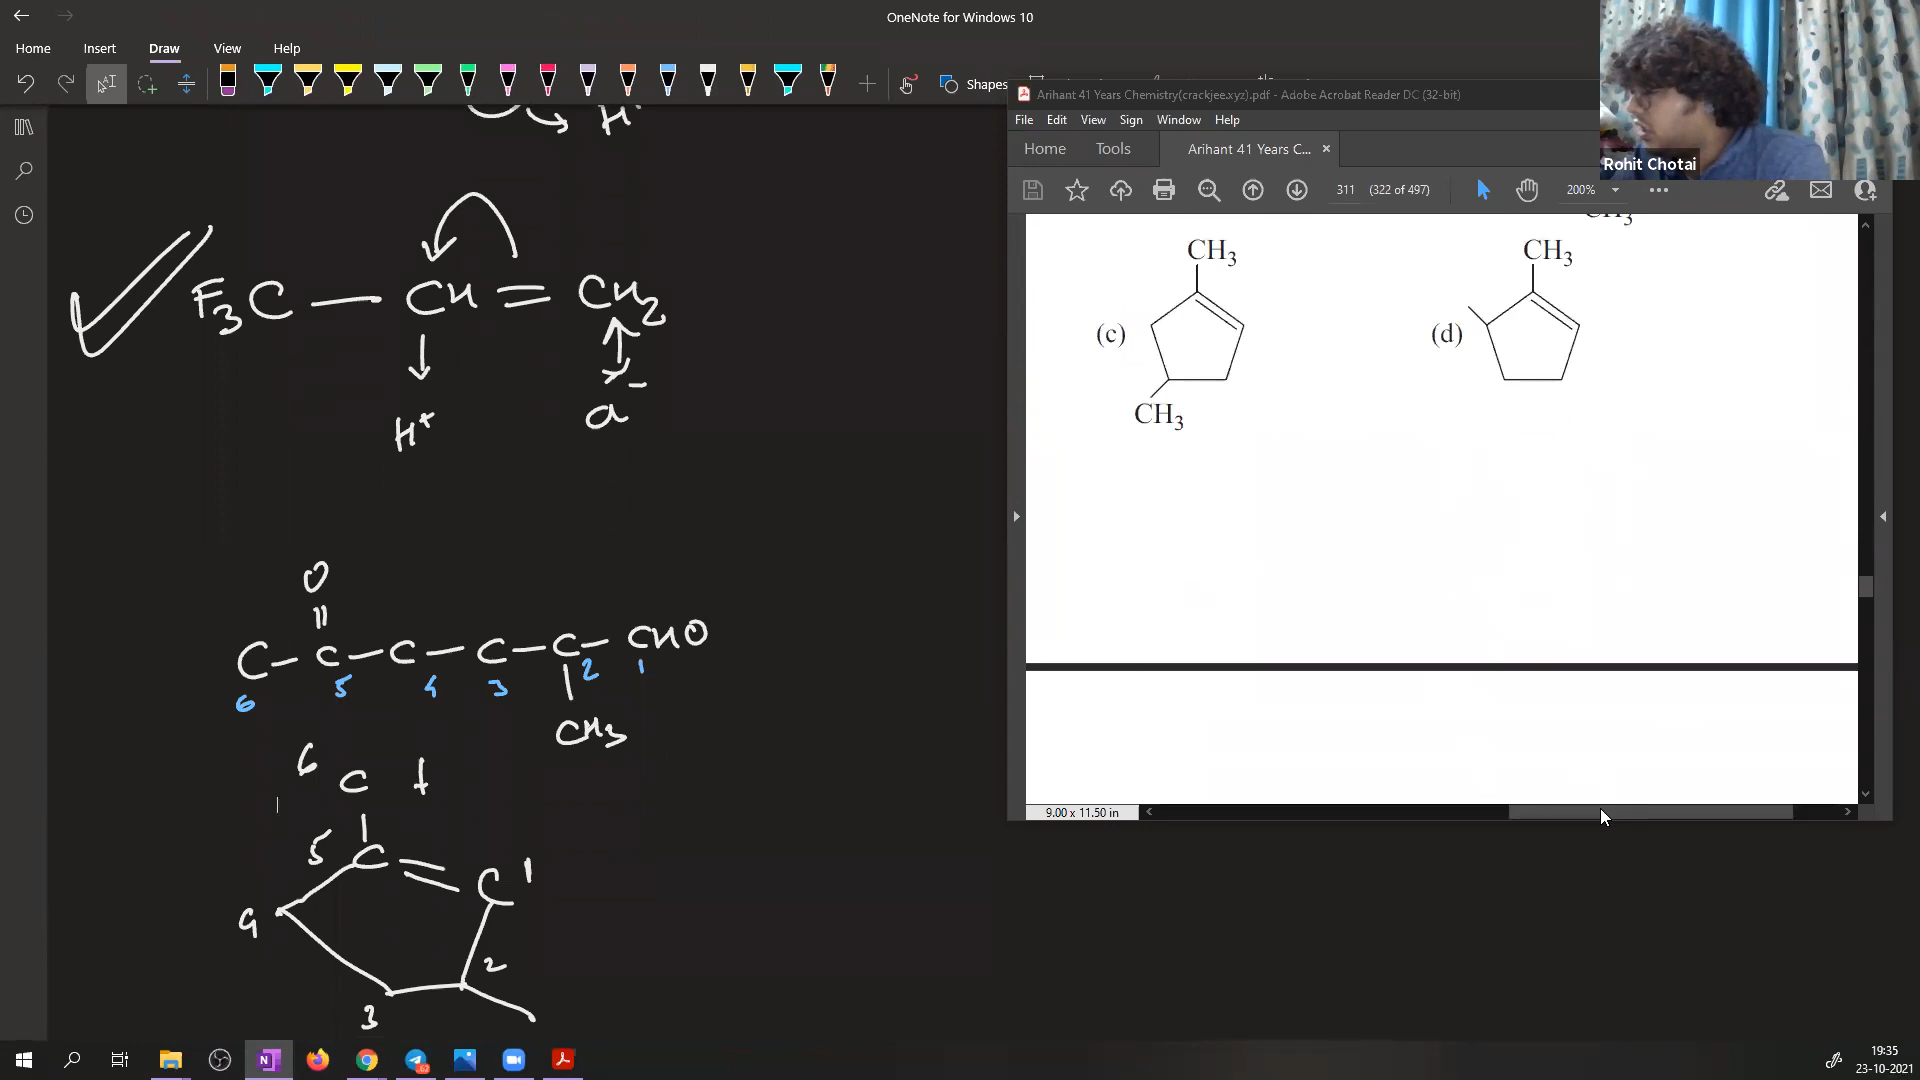 OneNote for Windows 10
Home Insert Draw View Help
Shapes
H
F3C — CH = CH2
H+ a-
O
C - C - C - C - C - CHO
6 5 4 3 2 1
CH3
6 C +
5 C C 1
4
2
3
Arihant 41 Years Chemistry(crackjee.xyz).pdf - Adobe Acrobat Reader DC (32-bit)
File Edit View Sign Window Help
Home Tools Arihant 41 Years C... ×
311 (322 of 497) 200%
CH3
CH3 CH3
(c) (d)
CH3
9.00 x 11.50 in
Rohit Chotai
19:35
23-10-2021